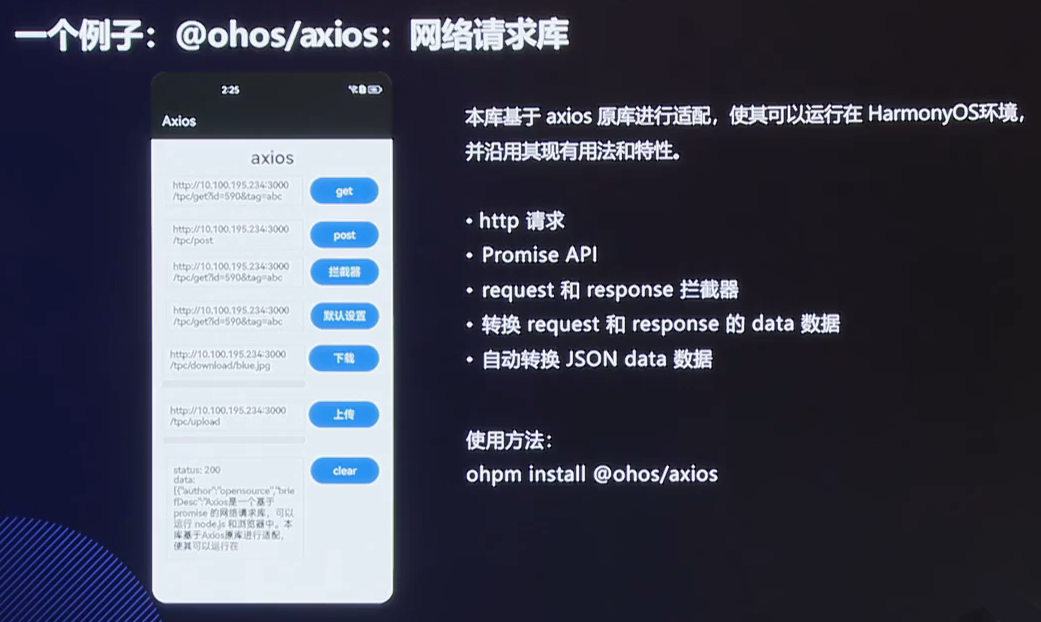 一个例子：@ohos/axios：网络请求库
2:25
Axios
axios
http://10.100.195.234:3000
/tpc/get?id=590&tag=abc
get
http://10.100.195.234:3000
/tpc/post
post
http://10.100.195.234:3000
/tpc/get?id=590&tag=abc
拦截器
http://10.100.195.234:3000
/tpc/get?id=590&tag=abc
默认设置
http://10.100.195.234:3000
/tpc/download/blue.jpg
下载
http://10.100.195.234:3000
/tpc/upload
上传
status: 200
data:
[{"author":"opensource","brie
fDesc":"Axios是一个基于
promise 的网络请求库，可以
运行 node.js 和浏览器中。本
库基于Axios原库进行适配，
使其可以运行在
clear
本库基于 axios 原库进行适配，使其可以运行在 HarmonyOS环境，
并沿用其现有用法和特性。
• http 请求
• Promise API
• request 和 response 拦截器
• 转换 request 和 response 的 data 数据
• 自动转换 JSON data 数据
使用方法：
ohpm install @ohos/axios